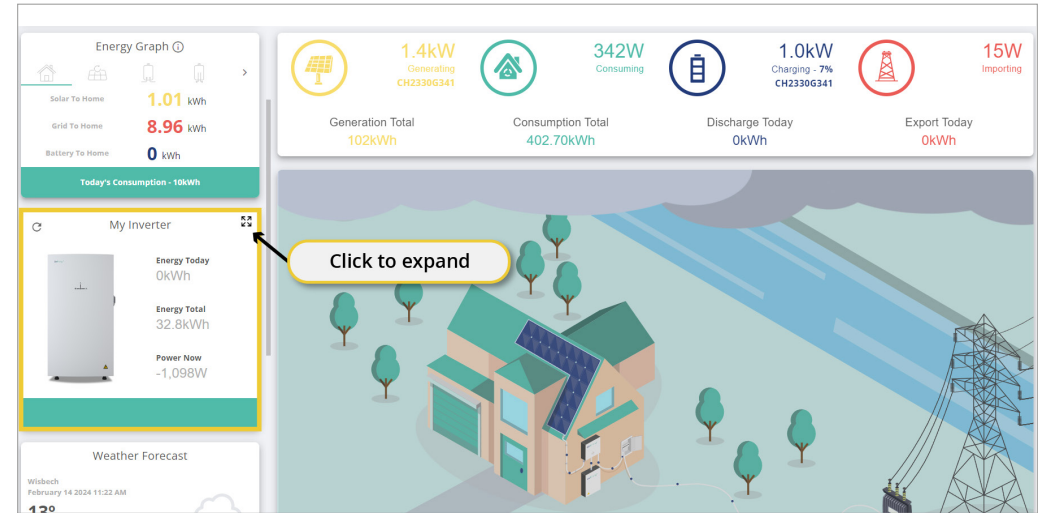 Energy Graph
Solar To Home 1.01 kWh
Grid To Home 8.96 kWh
Battery To Home 0 kWh
Today's Consumption - 10kWh
My Inverter
Energy Today
0kWh
Energy Total
32.8kWh
Power Now
-1,098W
Weather Forecast
Wisbech
February 14 2024 11:22 AM
13°
1.4kW
Generating
CH2330G341
342W
Consuming
1.0kW
Charging - 7%
CH2330G341
15W
Importing
Generation Total
102kWh
Consumption Total
402.70kWh
Discharge Today
0kWh
Export Today
0kWh
Click to expand